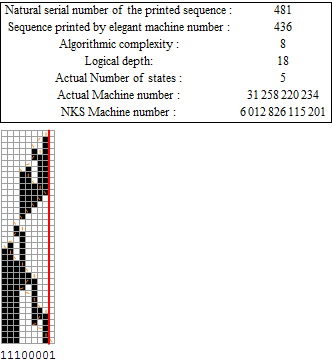 Natural serial number of the printed sequence : 481
Sequence printed by elegant machine number : 436
Algorithmic complexity : 8
Logical depth: 18
Actual Number of states : 5
Actual Machine number : 31 258 220 234
NKS Machine number : 6 012 826 115 201
11100001